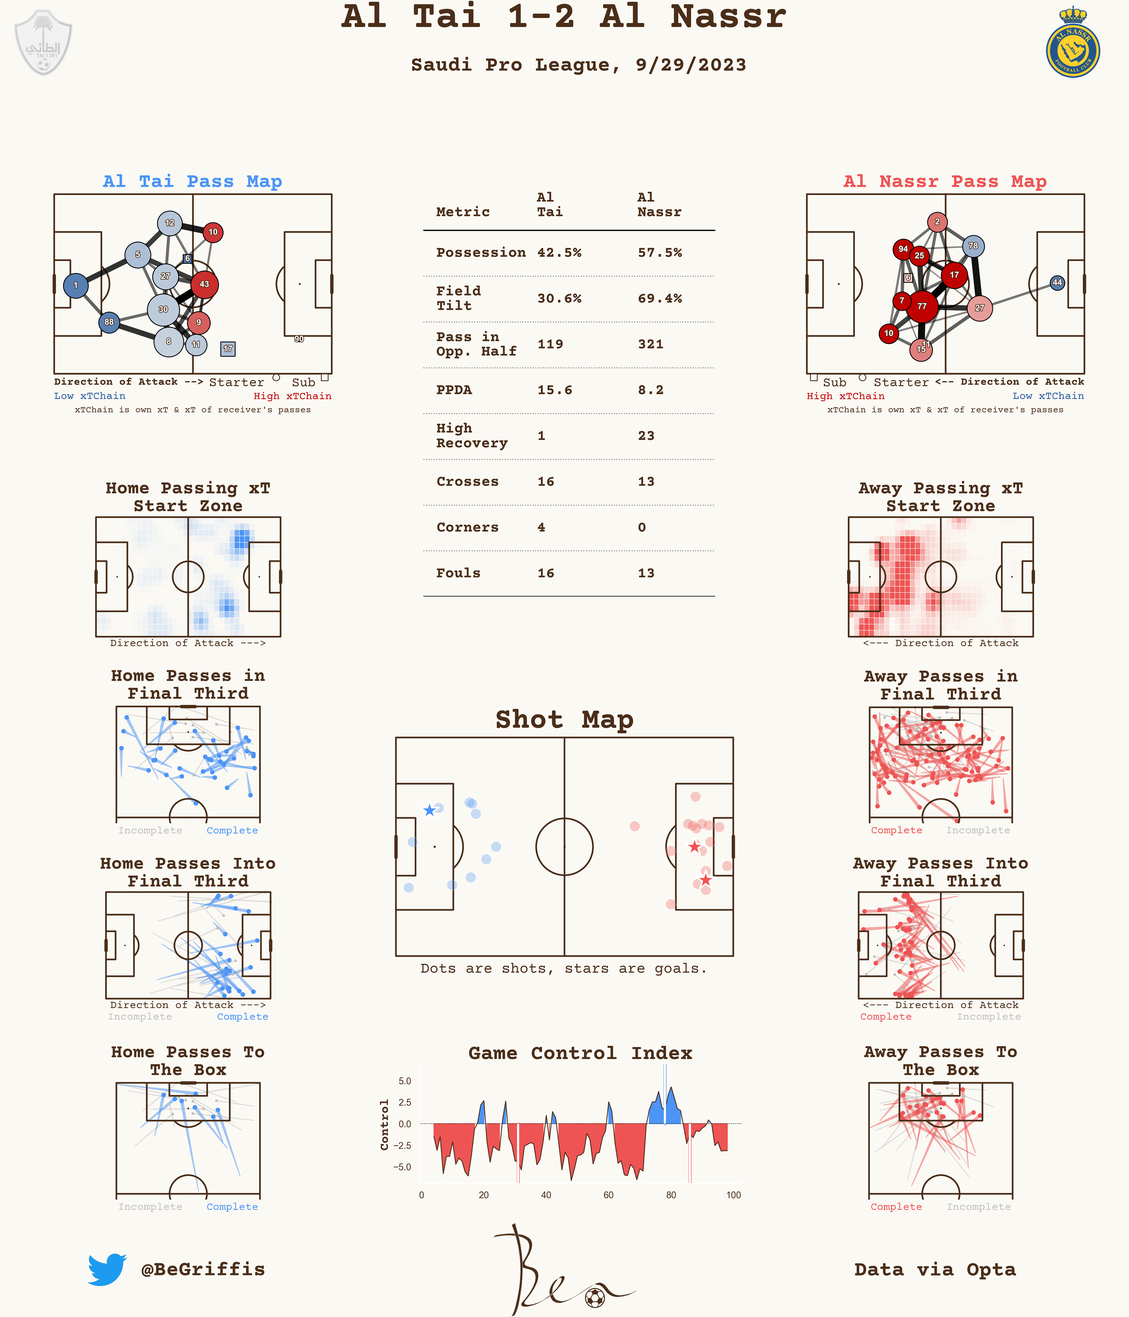 Al Tai 1-2 Al Nassr
Saudi Pro League, 9/29/2023
الطائي
AL NASSR
FOOTBALL CLUB
Al Tai Pass Map
12
10
5
6
27
1
43
30
88
9
8
11
17
90
Direction of Attack --> Starter Sub
Low xTChain High xTChain
xTChain is own xT & xT of receiver's passes
Metric Al Tai Al Nassr
Possession 42.5% 57.5%
Field Tilt 30.6% 69.4%
Pass in Opp. Half 119 321
PPDA 15.6 8.2
High Recovery 1 23
Crosses 16 13
Corners 4 0
Fouls 16 13
Al Nassr Pass Map
2
94
78
25
17
44
7
77
27
10
15
Sub Starter <-- Direction of Attack
High xTChain Low xTChain
xTChain is own xT & xT of receiver's passes
Home Passing xT
Start Zone
Direction of Attack --->
Away Passing xT
Start Zone
<--- Direction of Attack
Home Passes in
Final Third
Incomplete Complete
Away Passes in
Final Third
Complete Incomplete
Shot Map
Dots are shots, stars are goals.
Home Passes Into
Final Third
Direction of Attack --->
Incomplete Complete
Away Passes Into
Final Third
<--- Direction of Attack
Complete Incomplete
Home Passes To
The Box
Incomplete Complete
Game Control Index
Control
5.0
2.5
0.0
−2.5
−5.0
0 20 40 60 80 100
Away Passes To
The Box
Complete Incomplete
@BeGriffis
Ben
Data via Opta